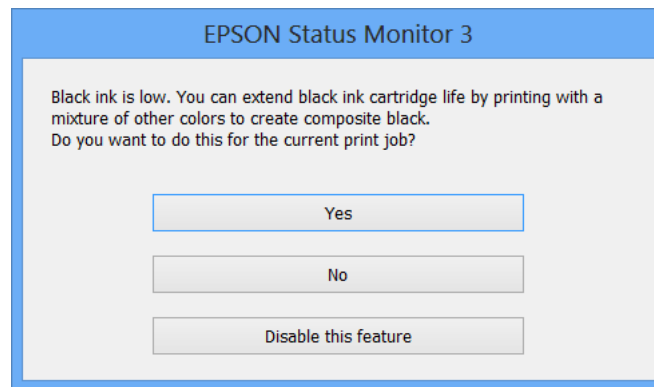 EPSON Status Monitor 3
Black ink is low. You can extend black ink cartridge life by printing with a
mixture of other colors to create composite black.
Do you want to do this for the current print job?
Yes
No
Disable this feature